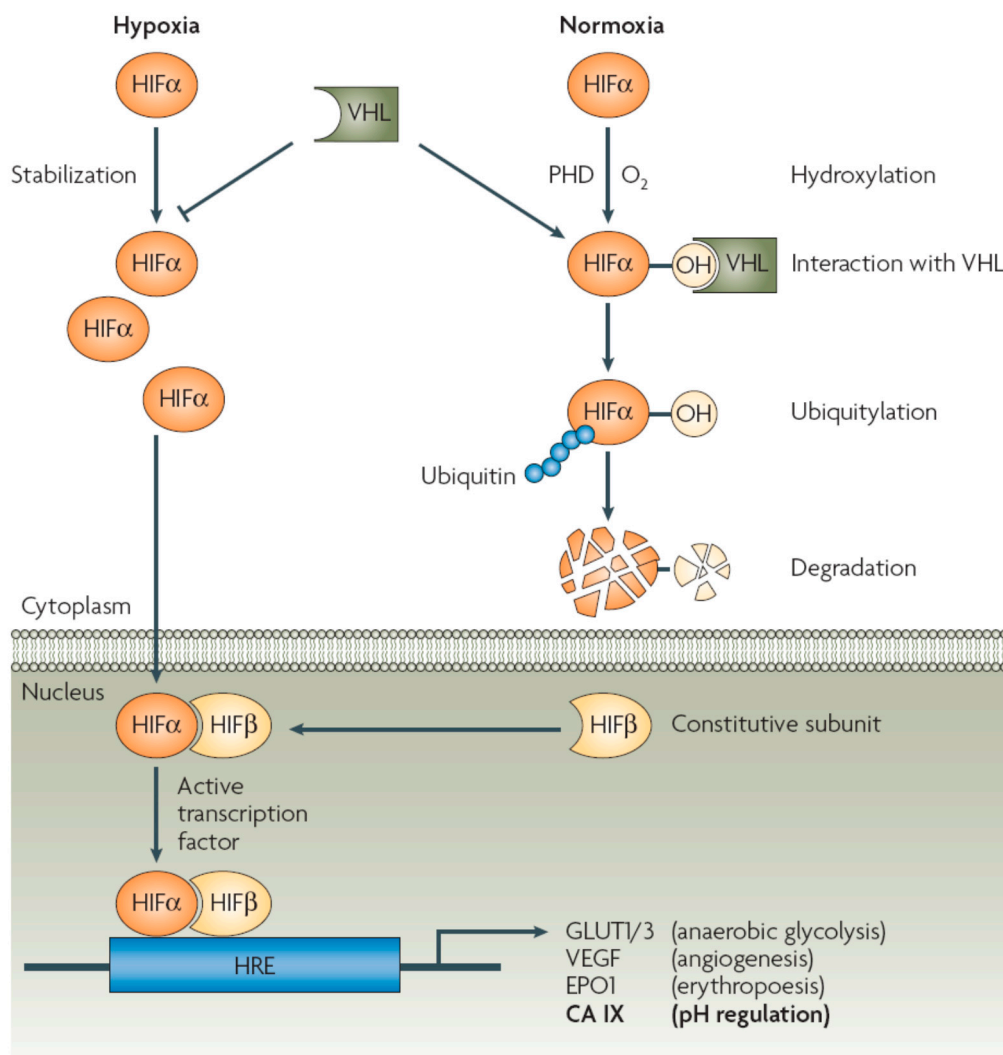 Hypoxia
Normoxia
HIFα
VHL
HIFα
Stabilization
PHD
O₂
Hydroxylation
HIFα
HIFα
OH
VHL
Interaction with VHL
HIFα
HIFα
HIFα
OH
Ubiquitylation
Ubiquitin
Degradation
Cytoplasm
Nucleus
HIFα
HIFβ
HIFβ
Constitutive subunit
Active
transcription
factor
HIFα
HIFβ
HRE
GLUT1/3 (anaerobic glycolysis)
VEGF (angiogenesis)
EPO1 (erythropoesis)
CA IX (pH regulation)